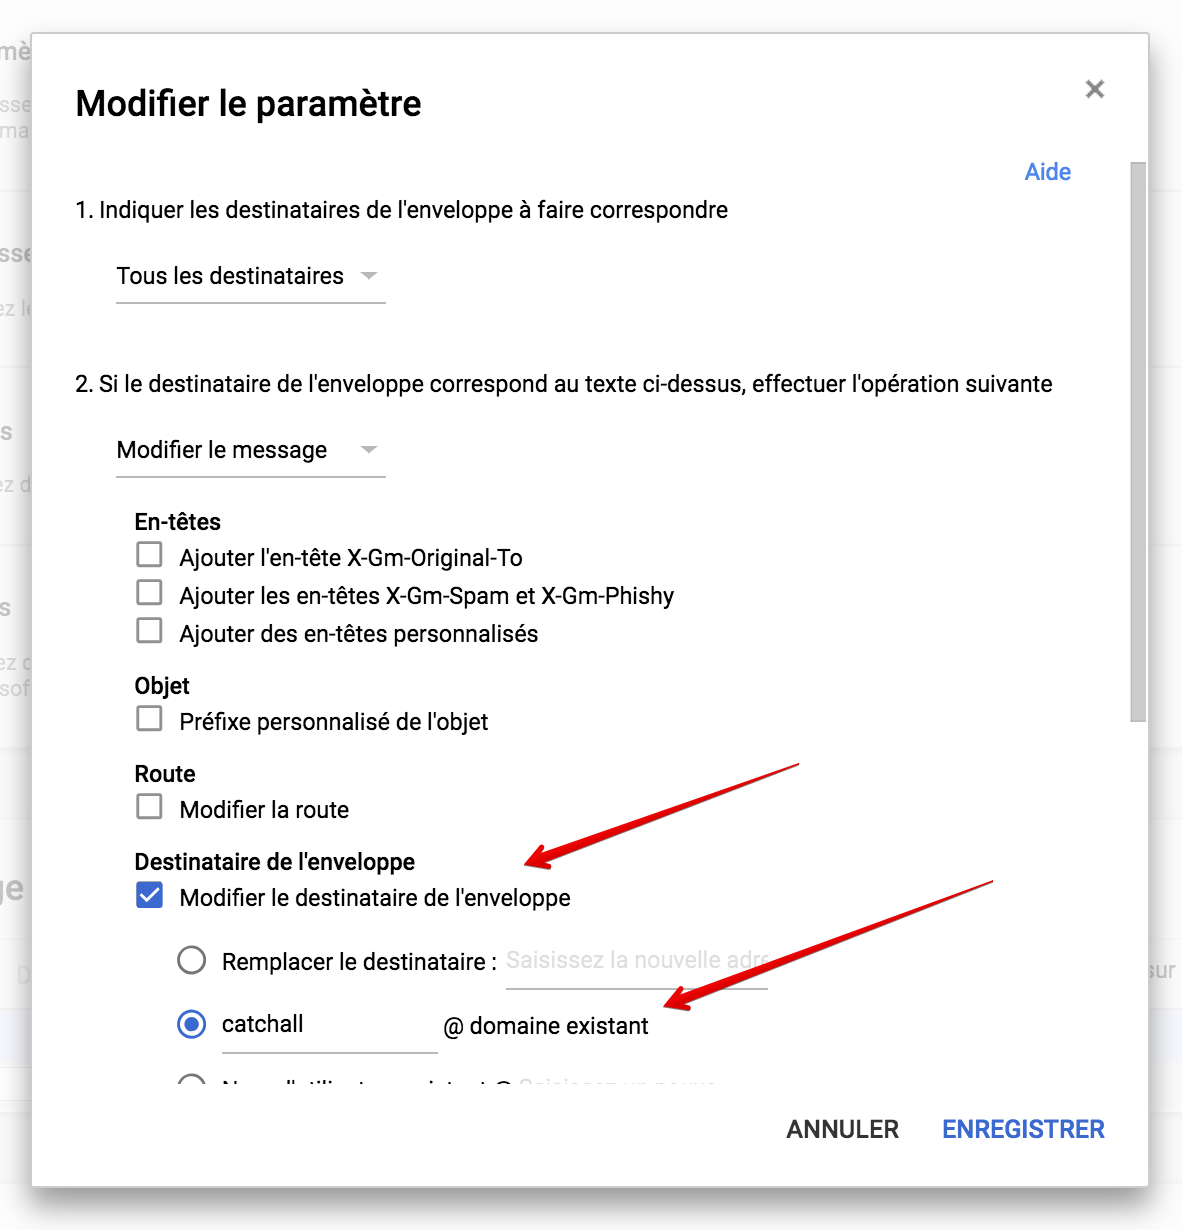 Modifier le paramètre
Aide
1. Indiquer les destinataires de l'enveloppe à faire correspondre
Tous les destinataires
2. Si le destinataire de l'enveloppe correspond au texte ci-dessus, effectuer l'opération suivante
Modifier le message
En-têtes
Ajouter l'en-tête X-Gm-Original-To
Ajouter les en-têtes X-Gm-Spam et X-Gm-Phishy
Ajouter des en-têtes personnalisés
Objet
Préfixe personnalisé de l'objet
Route
Modifier la route
Destinataire de l'enveloppe
Modifier le destinataire de l'enveloppe
Remplacer le destinataire : Saisissez la nouvelle adre
catchall @ domaine existant
ANNULER ENREGISTRER